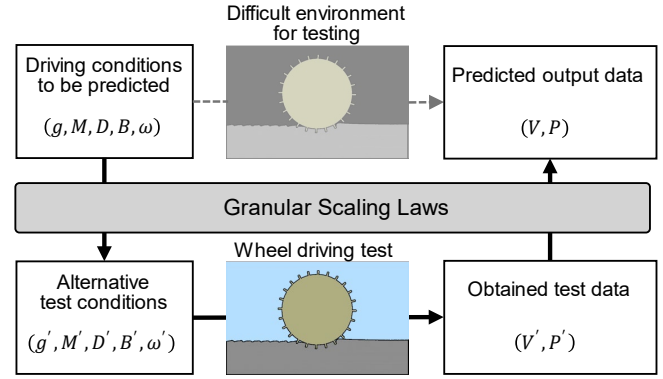 Difficult environment
for testing
Driving conditions
to be predicted
(g, M, D, B, ω)
Predicted output data
(V, P)
Granular Scaling Laws
Wheel driving test
Alternative
test conditions
(g′, M′, D′, B′, ω′)
Obtained test data
(V′, P′)